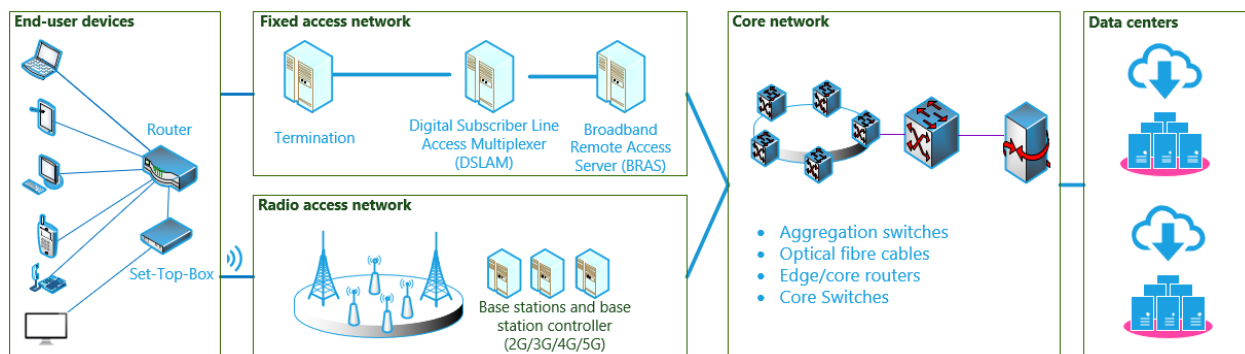 End-user devices
Router
Set-Top-Box
Fixed access network
Termination
Digital Subscriber Line
Access Multiplexer
(DSLAM)
Broadband
Remote Access
Server (BRAS)
Radio access network
Base stations and base
station controller
(2G/3G/4G/5G)
Core network
• Aggregation switches
• Optical fibre cables
• Edge/core routers
• Core Switches
Data centers